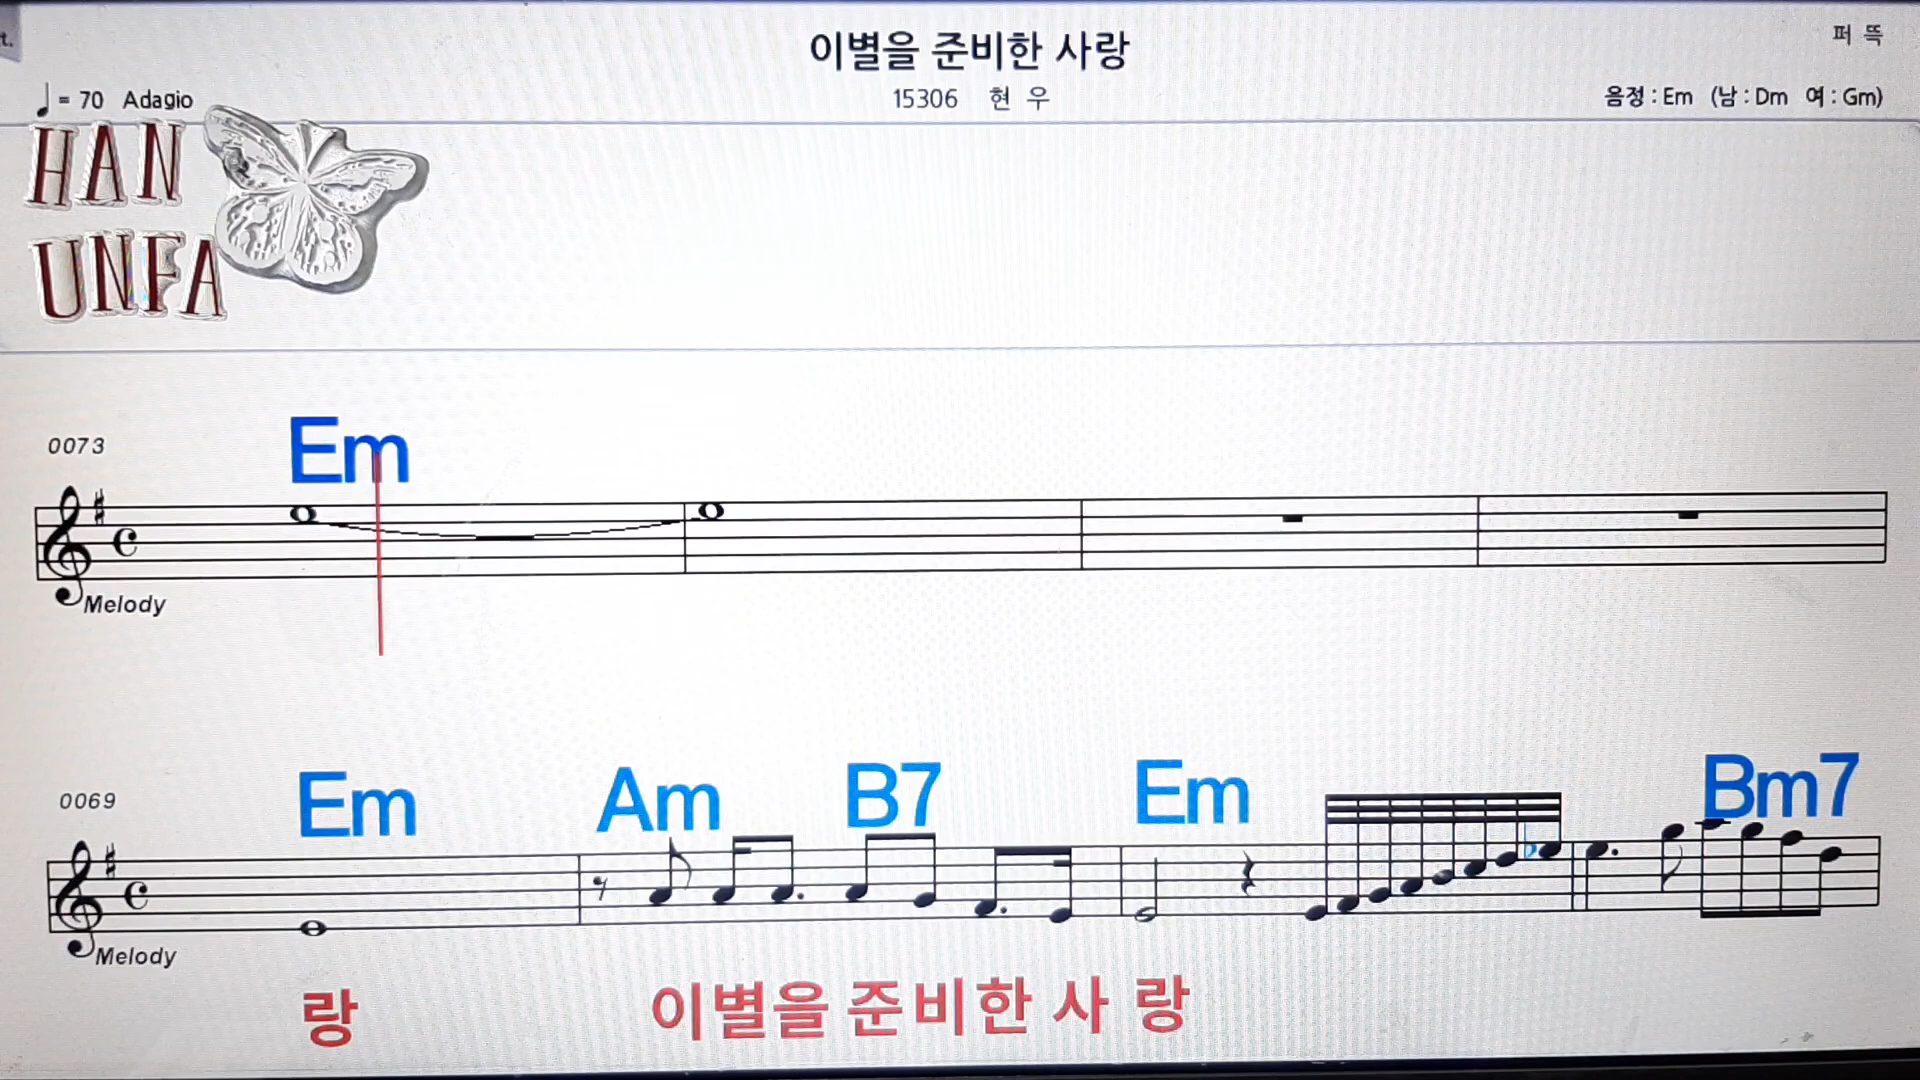 t.
이별을 준비한 사랑
퍼 뜩
♩ = 70 Adagio
15306 현 우
음정 : Em (남 : Dm 여 : Gm)
HAN
UNFA
Em
0073
Melody
Em Am B7 Em Bm7
0069
Melody
랑 이별을 준비한 사 랑